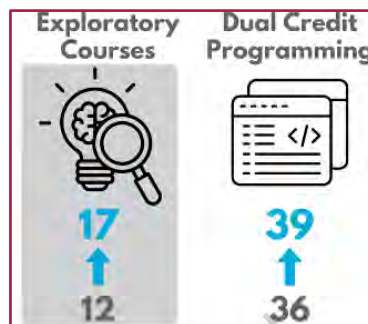 Exploratory
Courses
17
12
Dual Credit
Programming
</>
39
36